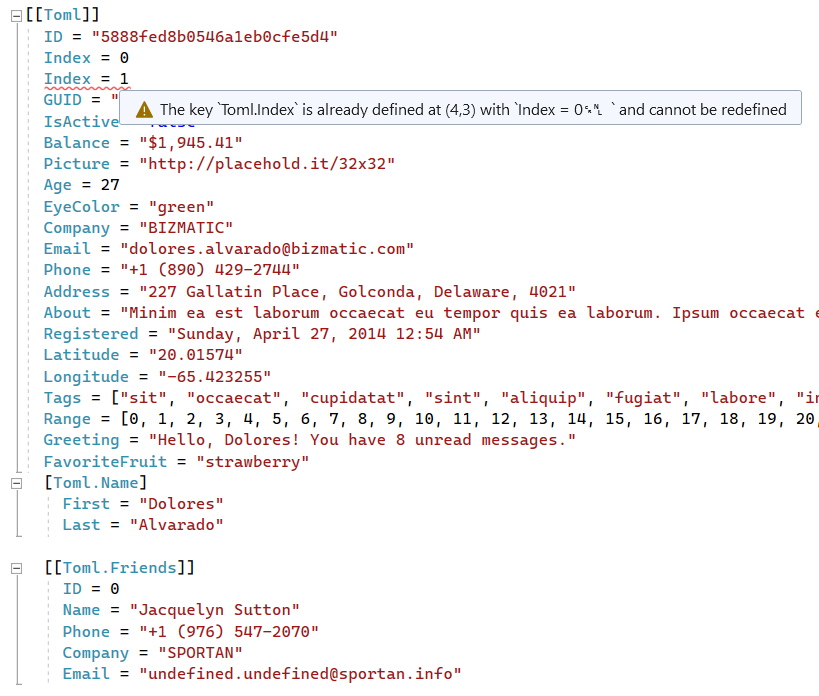 [[Toml]]
ID = "5888fed8b0546a1eb0cfe5d4"
Index = 0
Index = 1
GUID = "
The key `Toml.Index` is already defined at (4,3) with `Index = 0␍␊` and cannot be redefined
IsActive
Balance = "$1,945.41"
Picture = "http://placehold.it/32x32"
Age = 27
EyeColor = "green"
Company = "BIZMATIC"
Email = "dolores.alvarado@bizmatic.com"
Phone = "+1 (890) 429-2744"
Address = "227 Gallatin Place, Golconda, Delaware, 4021"
About = "Minim ea est laborum occaecat eu tempor quis ea laborum. Ipsum occaecat e
Registered = "Sunday, April 27, 2014 12:54 AM"
Latitude = "20.01574"
Longitude = "-65.423255"
Tags = ["sit", "occaecat", "cupidatat", "sint", "aliquip", "fugiat", "labore", "in
Range = [0, 1, 2, 3, 4, 5, 6, 7, 8, 9, 10, 11, 12, 13, 14, 15, 16, 17, 18, 19, 20,
Greeting = "Hello, Dolores! You have 8 unread messages."
FavoriteFruit = "strawberry"
[Toml.Name]
First = "Dolores"
Last = "Alvarado"
[[Toml.Friends]]
ID = 0
Name = "Jacquelyn Sutton"
Phone = "+1 (976) 547-2070"
Company = "SPORTAN"
Email = "undefined.undefined@sportan.info"